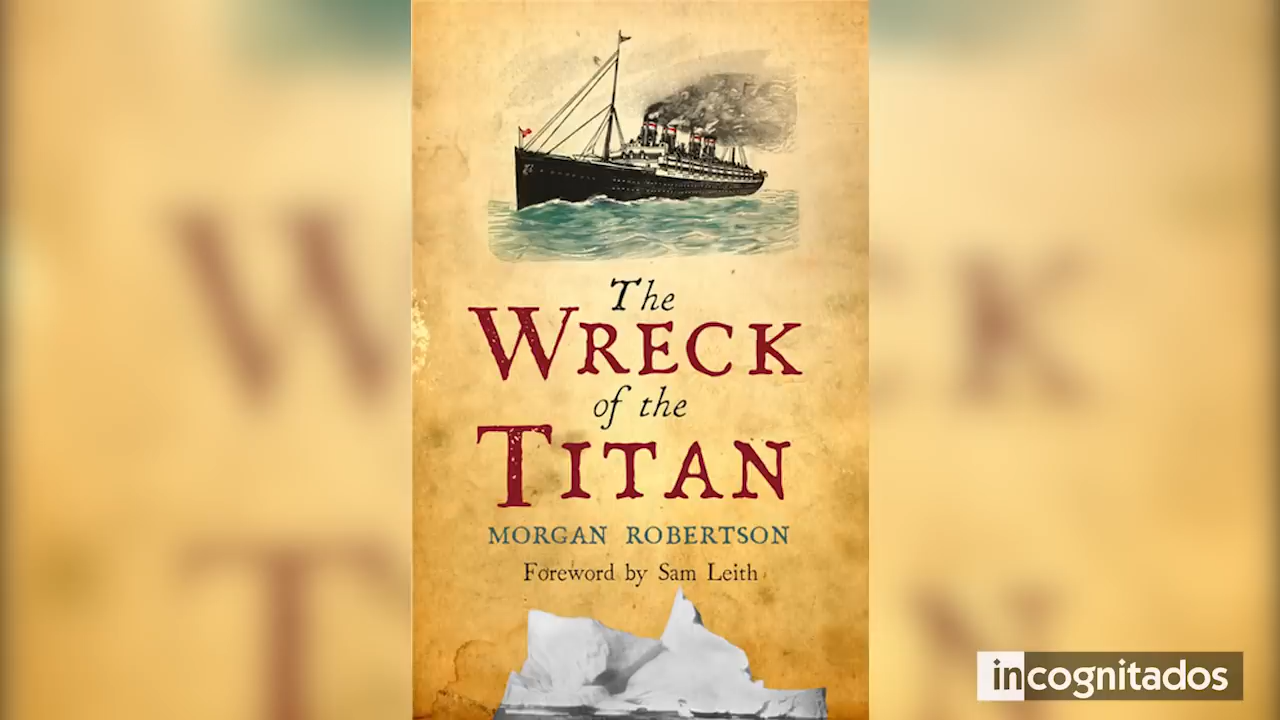 The
WRECK
of the
TITAN
MORGAN ROBERTSON
Foreword by Sam Leith
incognitados